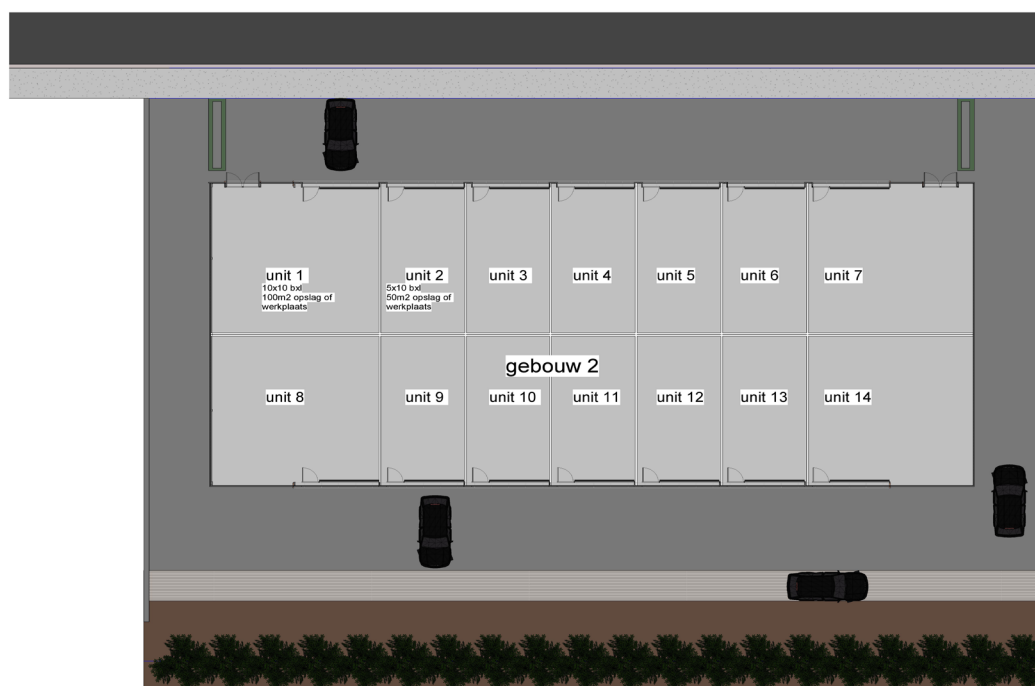 unit 1
10x10 bxl
100m2 opslag of
werkplaats
unit 2
5x10 bxl
50m2 opslag of
werkplaats
unit 3
unit 4
unit 5
unit 6
unit 7
gebouw 2
unit 8
unit 9
unit 10
unit 11
unit 12
unit 13
unit 14